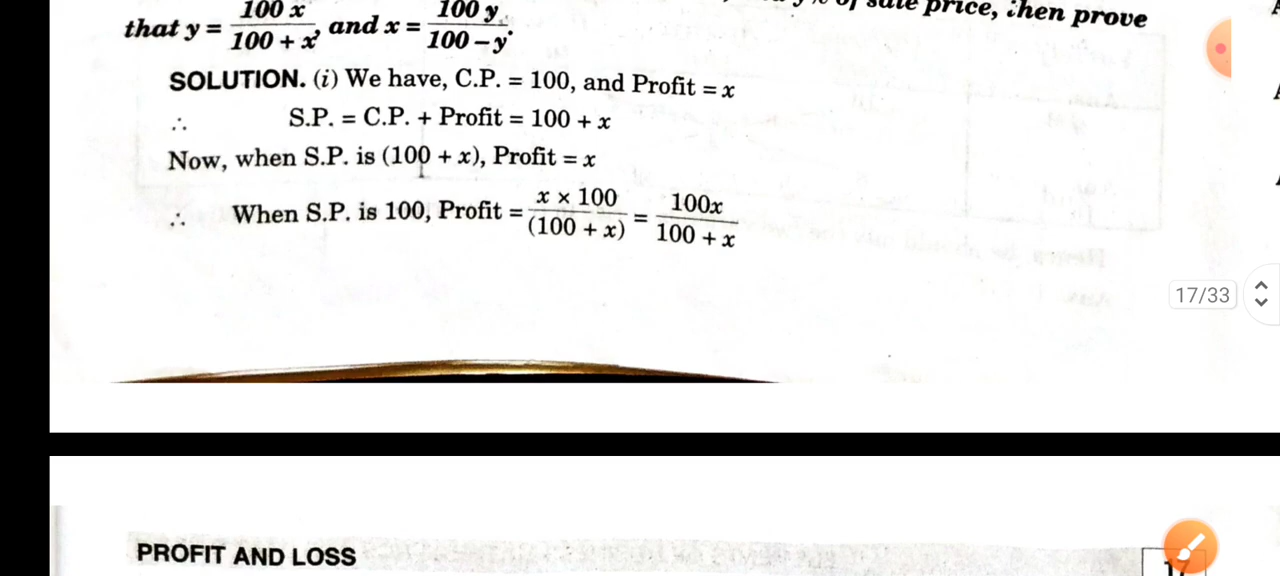 sale price, then prove
that y = 100 x / 100 + x, and x = 100 y / 100 – y.
SOLUTION. (i) We have, C.P. = 100, and Profit = x
∴ S.P. = C.P. + Profit = 100 + x
Now, when S.P. is (100 + x), Profit = x
∴ When S.P. is 100, Profit = x × 100 / (100 + x) = 100x / 100 + x
17/33
PROFIT AND LOSS